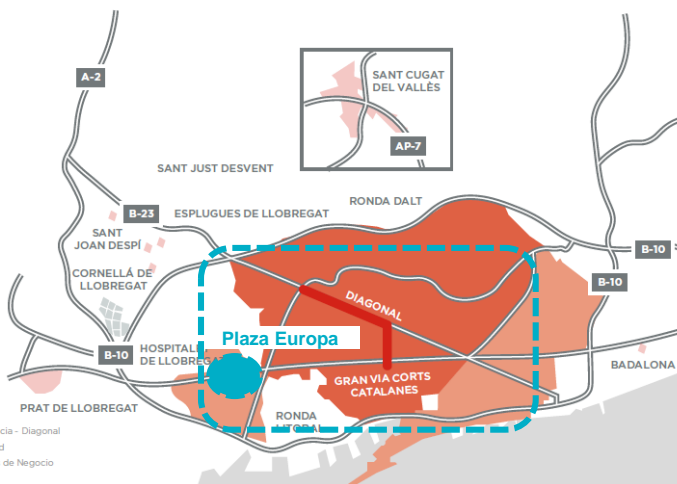 A-2
SANT CUGAT
DEL VALLÈS
AP-7
SANT JUST DESVENT
RONDA DALT
B-23
ESPLUGUES DE LLOBREGAT
SANT
JOAN DESPÍ
B-10
CORNELLÁ DE
LLOBREGAT
B-10
DIAGONAL
Plaza Europa
B-10
HOSPITAL
DE LLOBREGAT
BADALONA
GRAN VIA CORTS
CATALANES
PRAT DE LLOBREGAT
RONDA
LITORAL
cia - Diagonal
d
de Negocio